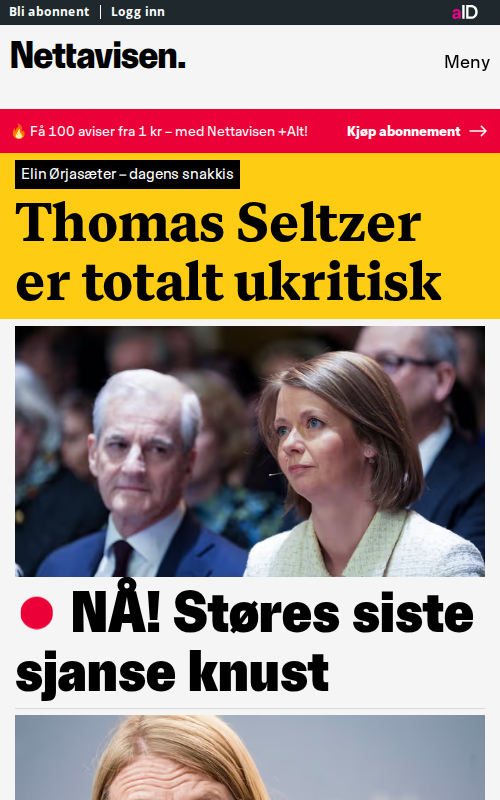 Bli abonnent | Logg inn
aID
Nettavisen.
Meny
🔥 Få 100 aviser fra 1 kr – med Nettavisen +Alt!
Kjøp abonnement →
Elin Ørjasæter – dagens snakkis
Thomas Seltzer
er totalt ukritisk
NÅ! Støres siste
sjanse knust